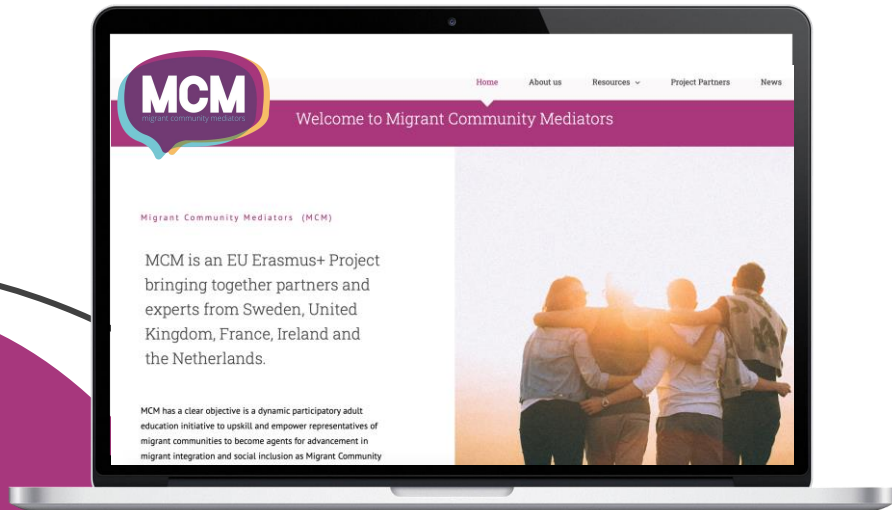 MCM
migrant community mediators
Home About us Resources Project Partners News
Welcome to Migrant Community Mediators
Migrant Community Mediators (MCM)
MCM is an EU Erasmus+ Project
bringing together partners and
experts from Sweden, United
Kingdom, France, Ireland and
the Netherlands.
MCM has a clear objective is a dynamic participatory adult
education initiative to upskill and empower representatives of
migrant communities to become agents for advancement in
migrant integration and social inclusion as Migrant Community